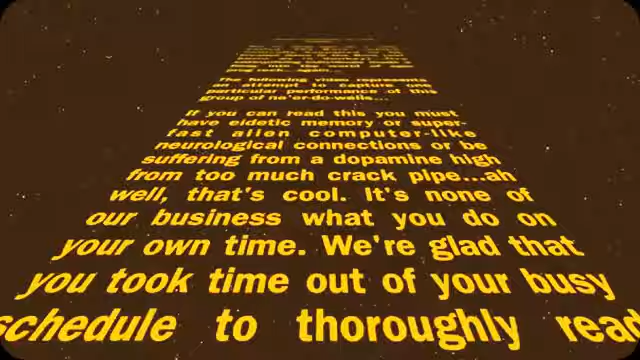 The following video represents
an attempt to capture one
particular performance of this
group of ne'er-do-wells...
If you can read this you must
have eidetic memory or super-
fast alien computer-like
neurological connections or be
suffering from a dopamine high
from too much crack pipe...ah
well, that's cool. It's none of
our business what you do on
your own time. We're glad that
you took time out of your busy
schedule to thoroughly read